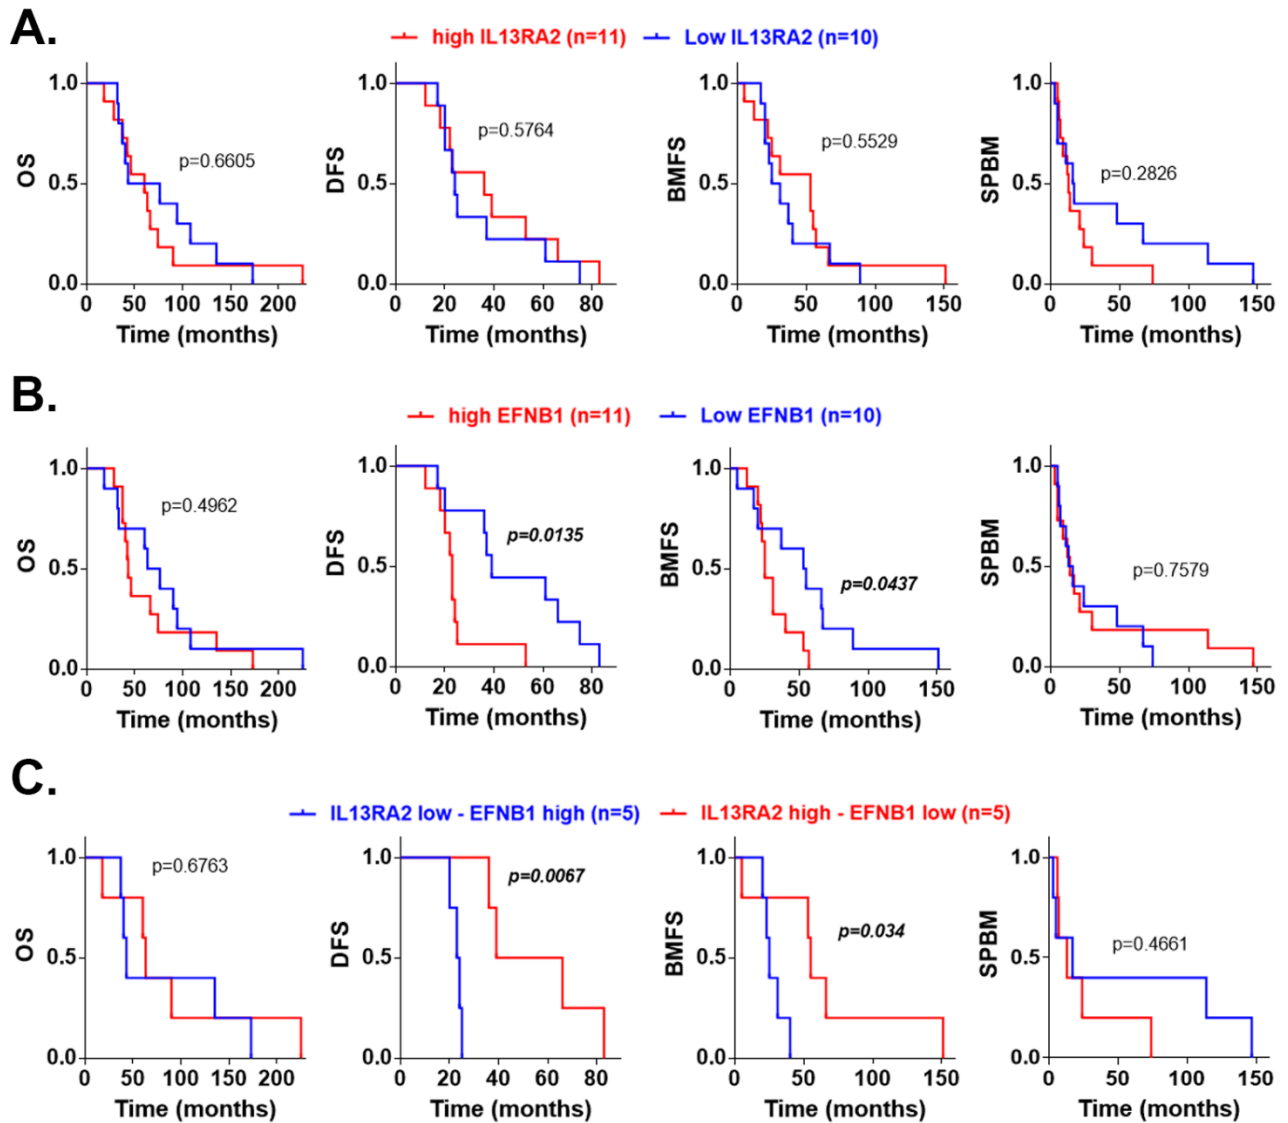 A.
high IL13RA2 (n=11) Low IL13RA2 (n=10)
OS
1.0
0.5
0.0
p=0.6605
0 50 100 150 200
Time (months)
DFS
1.0
0.5
0.0
p=0.5764
0 20 40 60 80
Time (months)
BMFS
1.0
0.5
0.0
p=0.5529
0 50 100 150
Time (months)
SPBM
1.0
0.5
0.0
p=0.2826
0 50 100 150
Time (months)
B.
high EFNB1 (n=11) Low EFNB1 (n=10)
OS
1.0
0.5
0.0
p=0.4962
0 50 100 150 200
Time (months)
DFS
1.0
0.5
0.0
p=0.0135
0 20 40 60 80
Time (months)
BMFS
1.0
0.5
0.0
p=0.0437
0 50 100 150
Time (months)
SPBM
1.0
0.5
0.0
p=0.7579
0 50 100 150
Time (months)
C.
IL13RA2 low - EFNB1 high (n=5) IL13RA2 high - EFNB1 low (n=5)
OS
1.0
0.5
0.0
p=0.6763
0 50 100 150 200
Time (months)
DFS
1.0
0.5
0.0
p=0.0067
0 20 40 60 80
Time (months)
BMFS
1.0
0.5
0.0
p=0.034
0 50 100 150
Time (months)
SPBM
1.0
0.5
0.0
p=0.4661
0 50 100 150
Time (months)